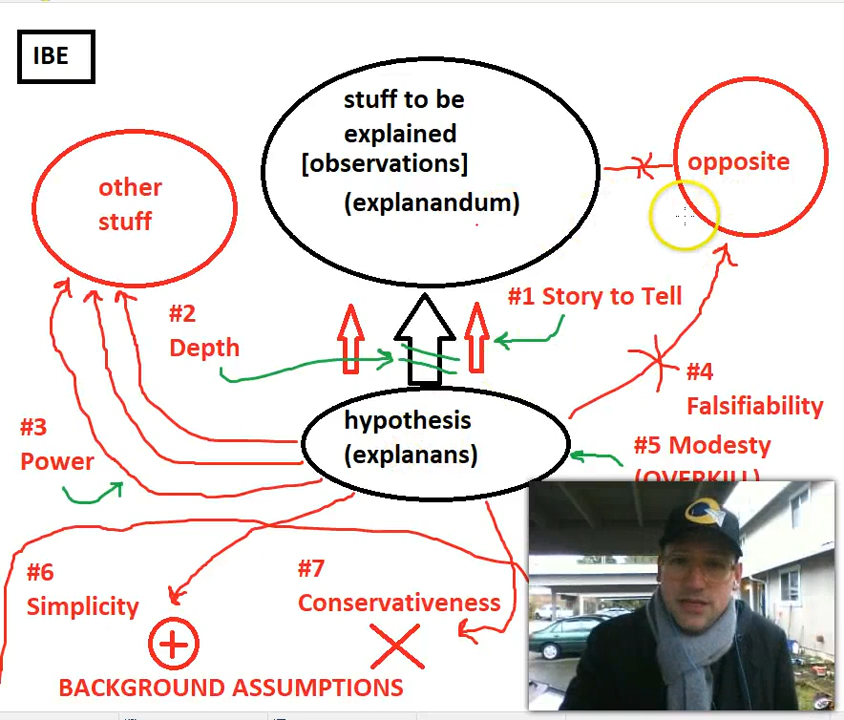 IBE
stuff to be
explained
[observations]
(explanandum)
opposite
other
stuff
#1 Story to Tell
#2
Depth
hypothesis
(explanans)
#4
Falsifiability
#3
Power
#5 Modesty
(OVERKILL)
#6
Simplicity
#7
Conservativeness
BACKGROUND ASSUMPTIONS